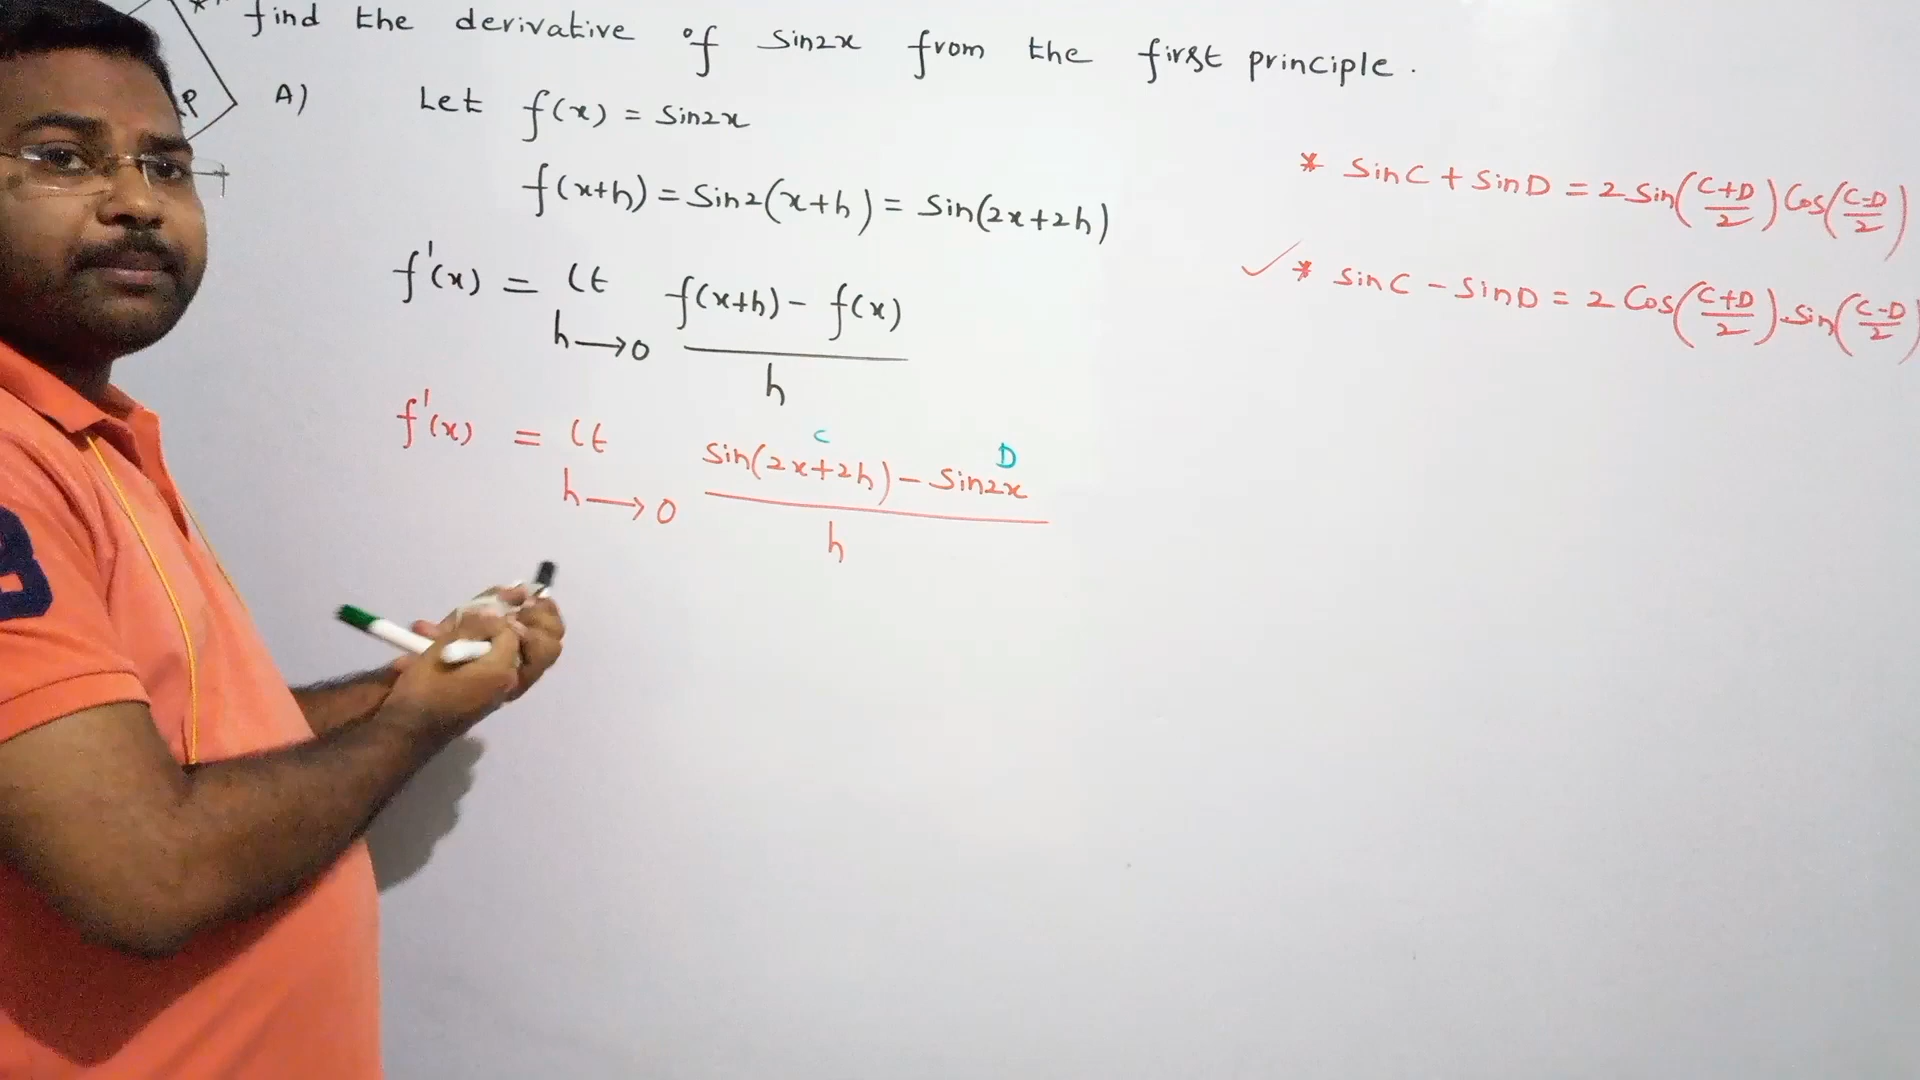 * find the derivative of sin2x from the first principle.
A) Let f(x) = sin2x
f(x+h) = sin2(x+h) = sin(2x+2h)
f'(x) = Lt h→0 f(x+h) - f(x) / h
f'(x) = Lt h→0 sin(2x+2h) - sin2x / h
C D
* sinC + sinD = 2 sin(C+D/2) Cos(C-D/2)
✓ * sinC - sinD = 2 Cos(C+D/2) . sin(C-D/2)